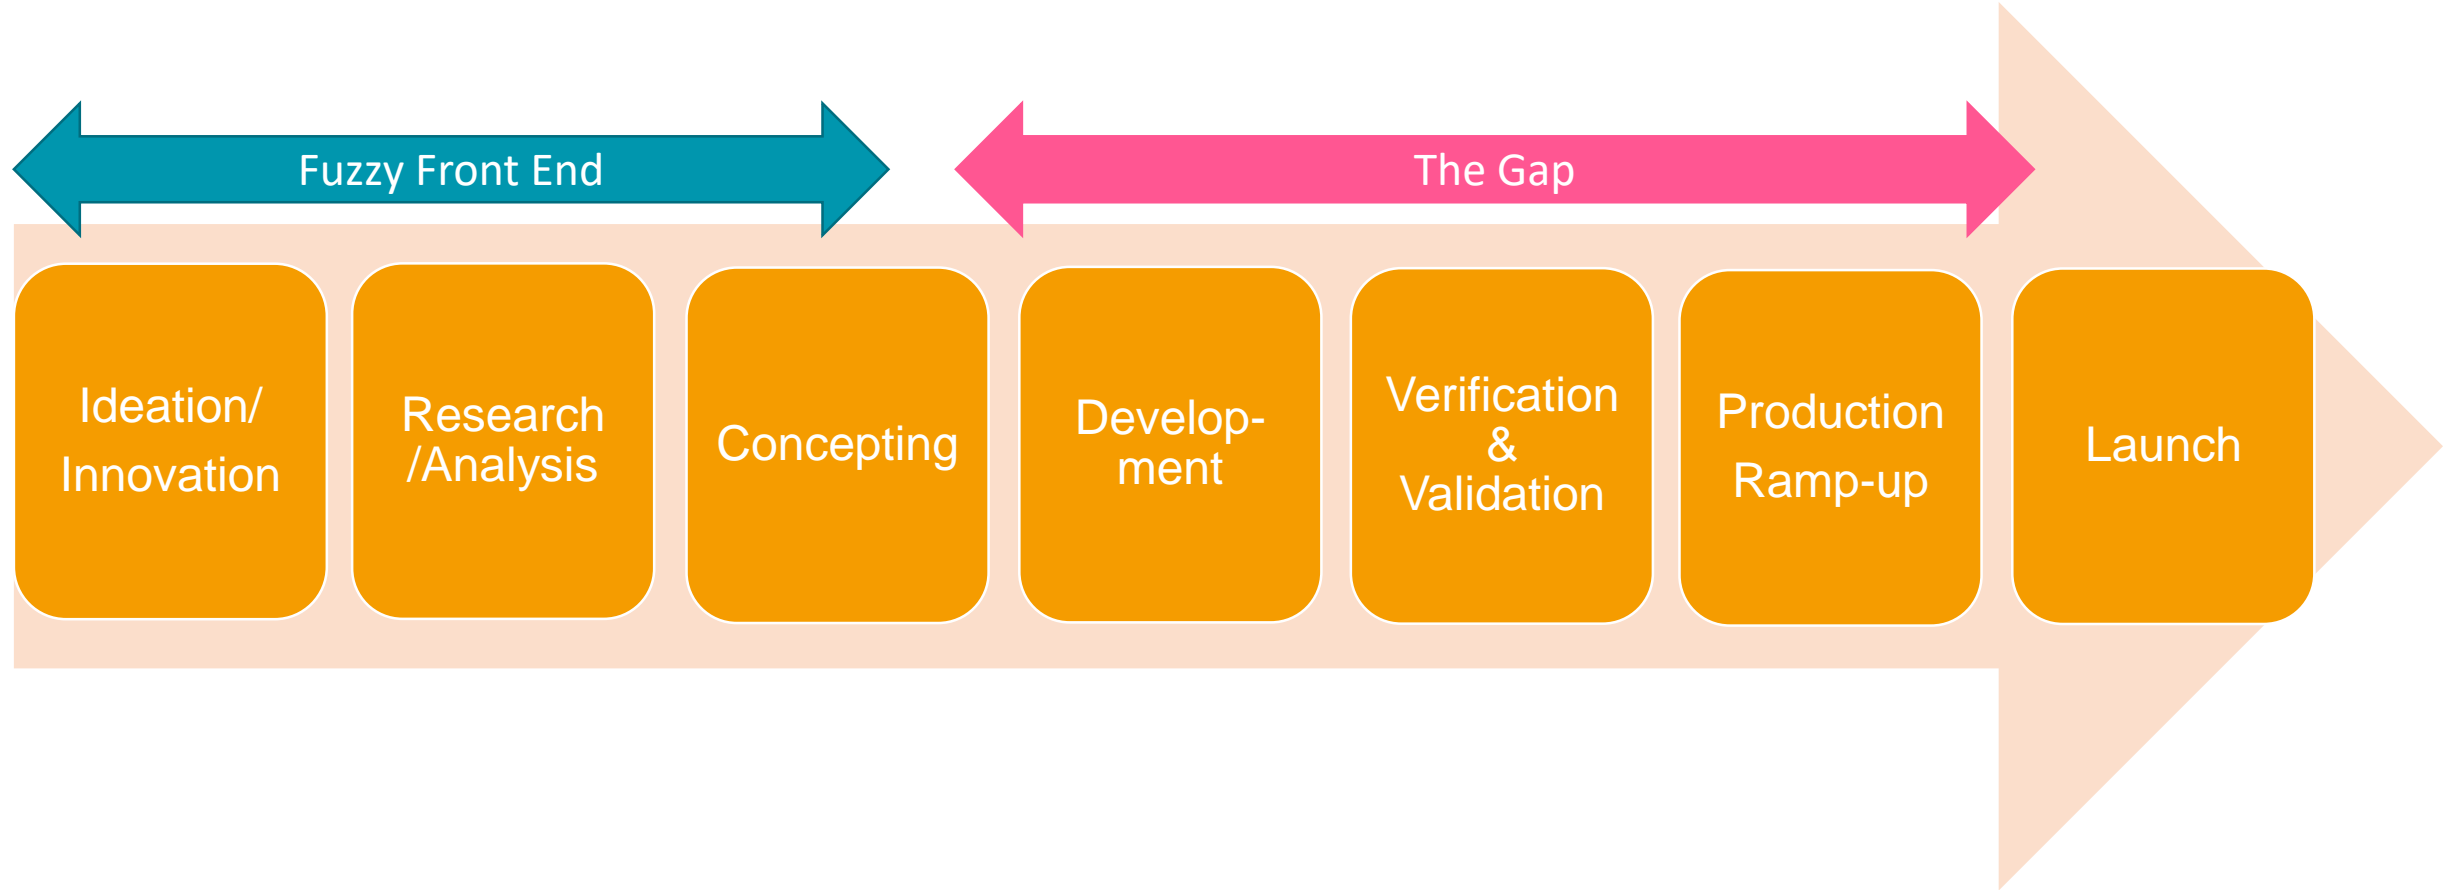 Fuzzy Front End
The Gap
Ideation/
Innovation
Research
/Analysis
Concepting
Develop-
ment
Verification
&
Validation
Production
Ramp-up
Launch